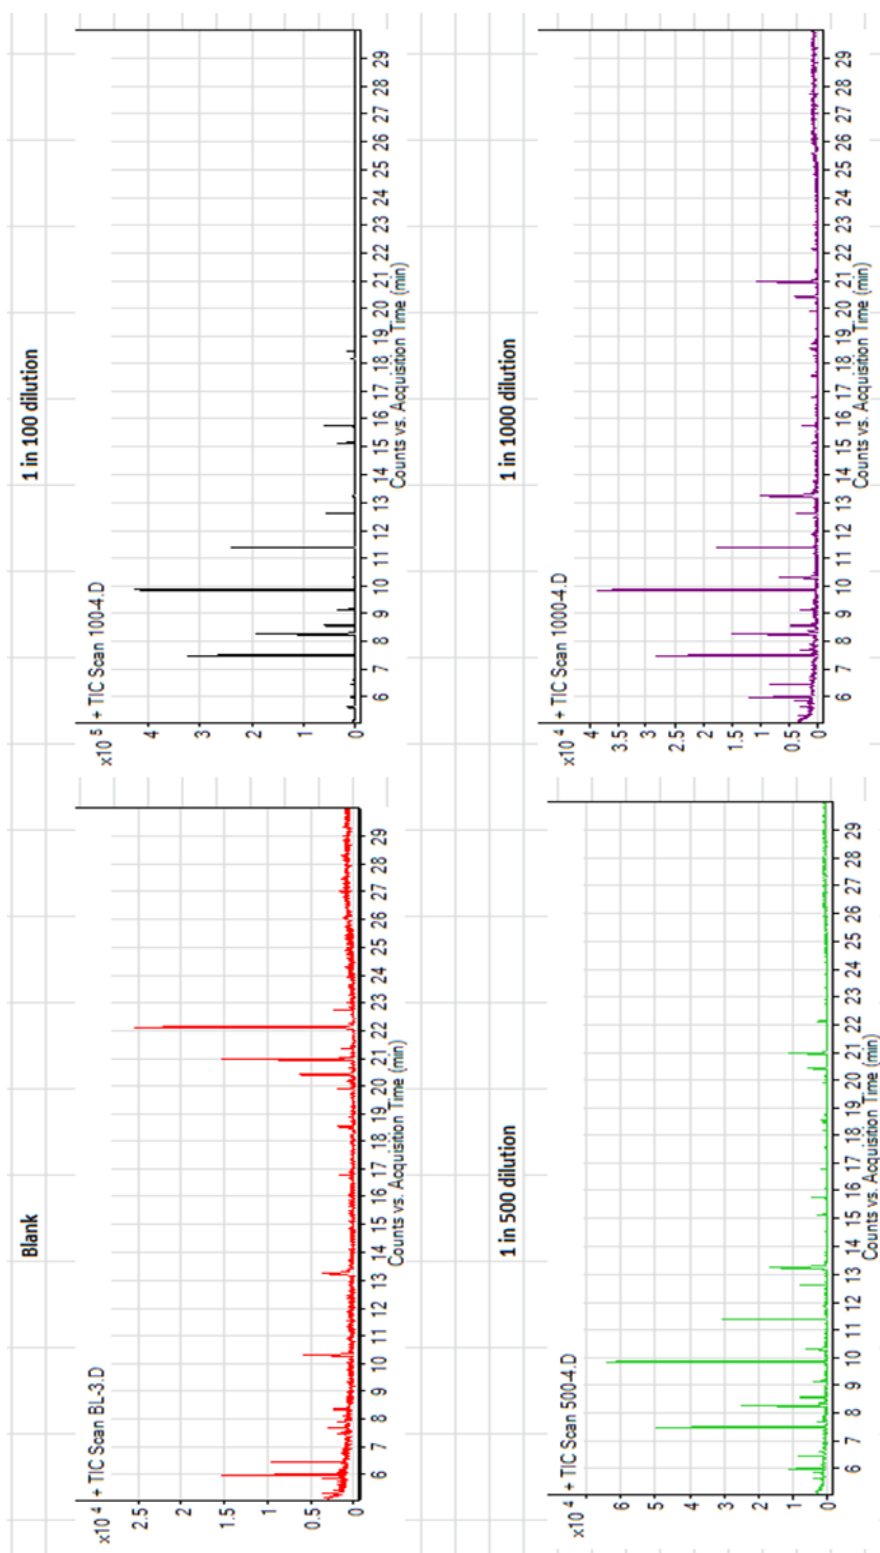 Blank
x10 4 + TIC Scan BL-3.D
2.5
2
1.5
1
0.5
0
6 7 8 9 10 11 12 13 14 15 16 17 18 19 20 21 22 23 24 25 26 27 28 29
Counts vs. Acquisition Time (min)
1 in 100 dilution
x10 5 + TIC Scan 100-4.D
4
3
2
1
0
6 7 8 9 10 11 12 13 14 15 16 17 18 19 20 21 22 23 24 25 26 27 28 29
Counts vs. Acquisition Time (min)
1 in 500 dilution
x10 4 + TIC Scan 500-4.D
6
5
4
3
2
1
0
6 7 8 9 10 11 12 13 14 15 16 17 18 19 20 21 22 23 24 25 26 27 28 29
Counts vs. Acquisition Time (min)
1 in 1000 dilution
x10 4 + TIC Scan 1000-4.D
4
3.5
3
2.5
2
1.5
1
0.5
0
6 7 8 9 10 11 12 13 14 15 16 17 18 19 20 21 22 23 24 25 26 27 28 29
Counts vs. Acquisition Time (min)